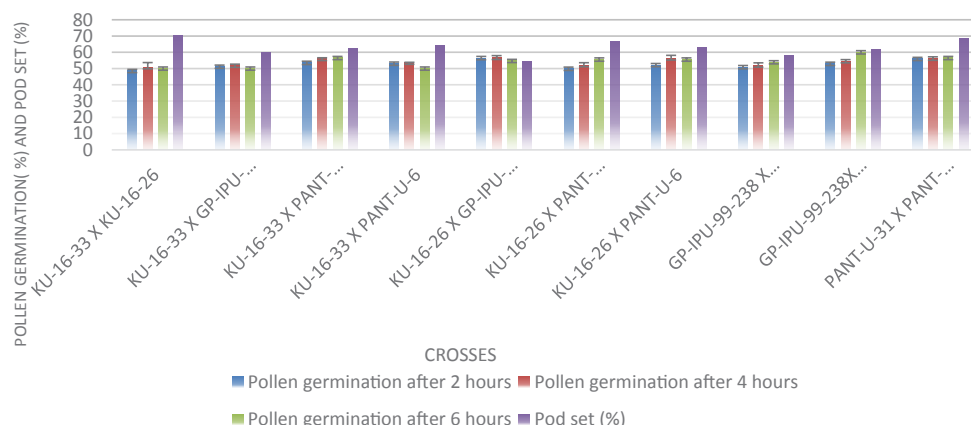 POLLEN GERMINATION( %) AND POD SET (%)
80
70
60
50
40
30
20
10
0
KU-16-33 X KU-16-26
KU-16-33 X GP-IPU-…
KU-16-33 X PANT-…
KU-16-33 X PANT-U-6
KU-16-26 X GP-IPU-…
KU-16-26 X PANT-…
KU-16-26 X PANT-U-6
GP-IPU-99-238 X…
GP-IPU-99-238X…
PANT-U-31 X PANT-…
CROSSES
Pollen germination after 2 hours Pollen germination after 4 hours
Pollen germination after 6 hours Pod set (%)